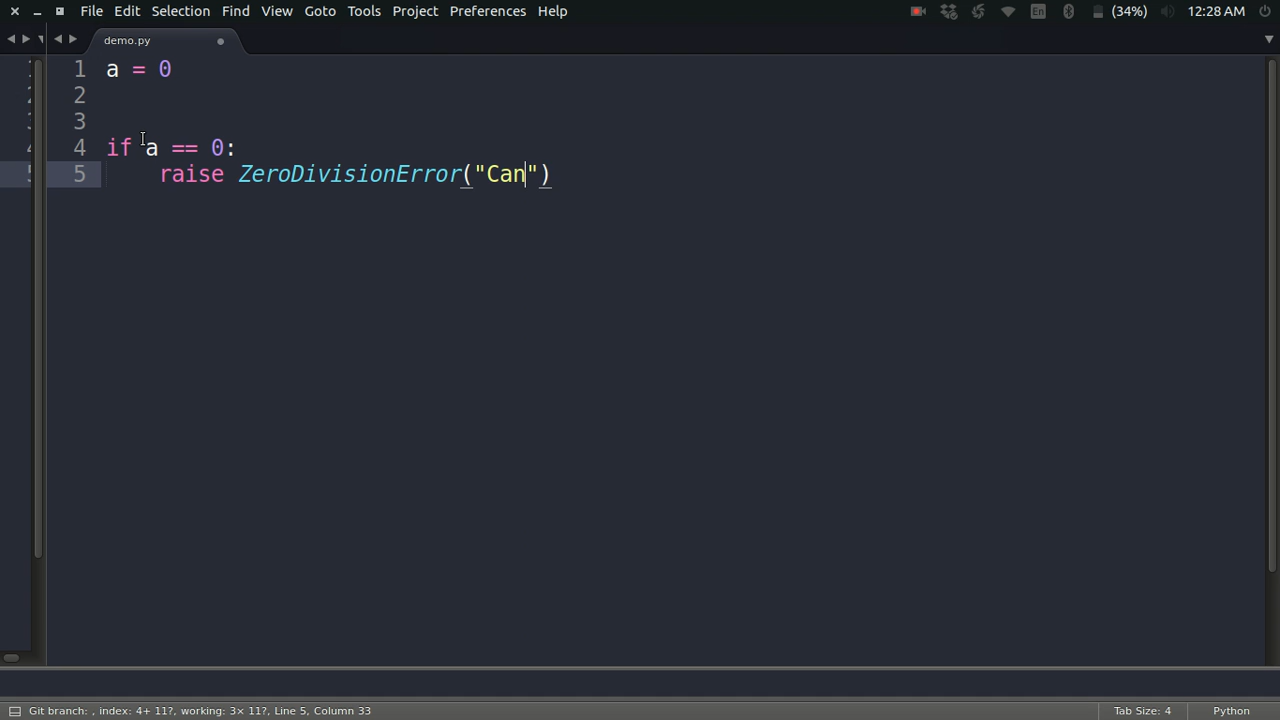 File Edit Selection Find View Goto Tools Project Preferences Help En (34%) 12:28 AM
demo.py
1 a = 0
2
3
4 if a == 0:
5 raise ZeroDivisionError("Can")
Git branch: , index: 4+ 11?, working: 3× 11?, Line 5, Column 33 Tab Size: 4 Python